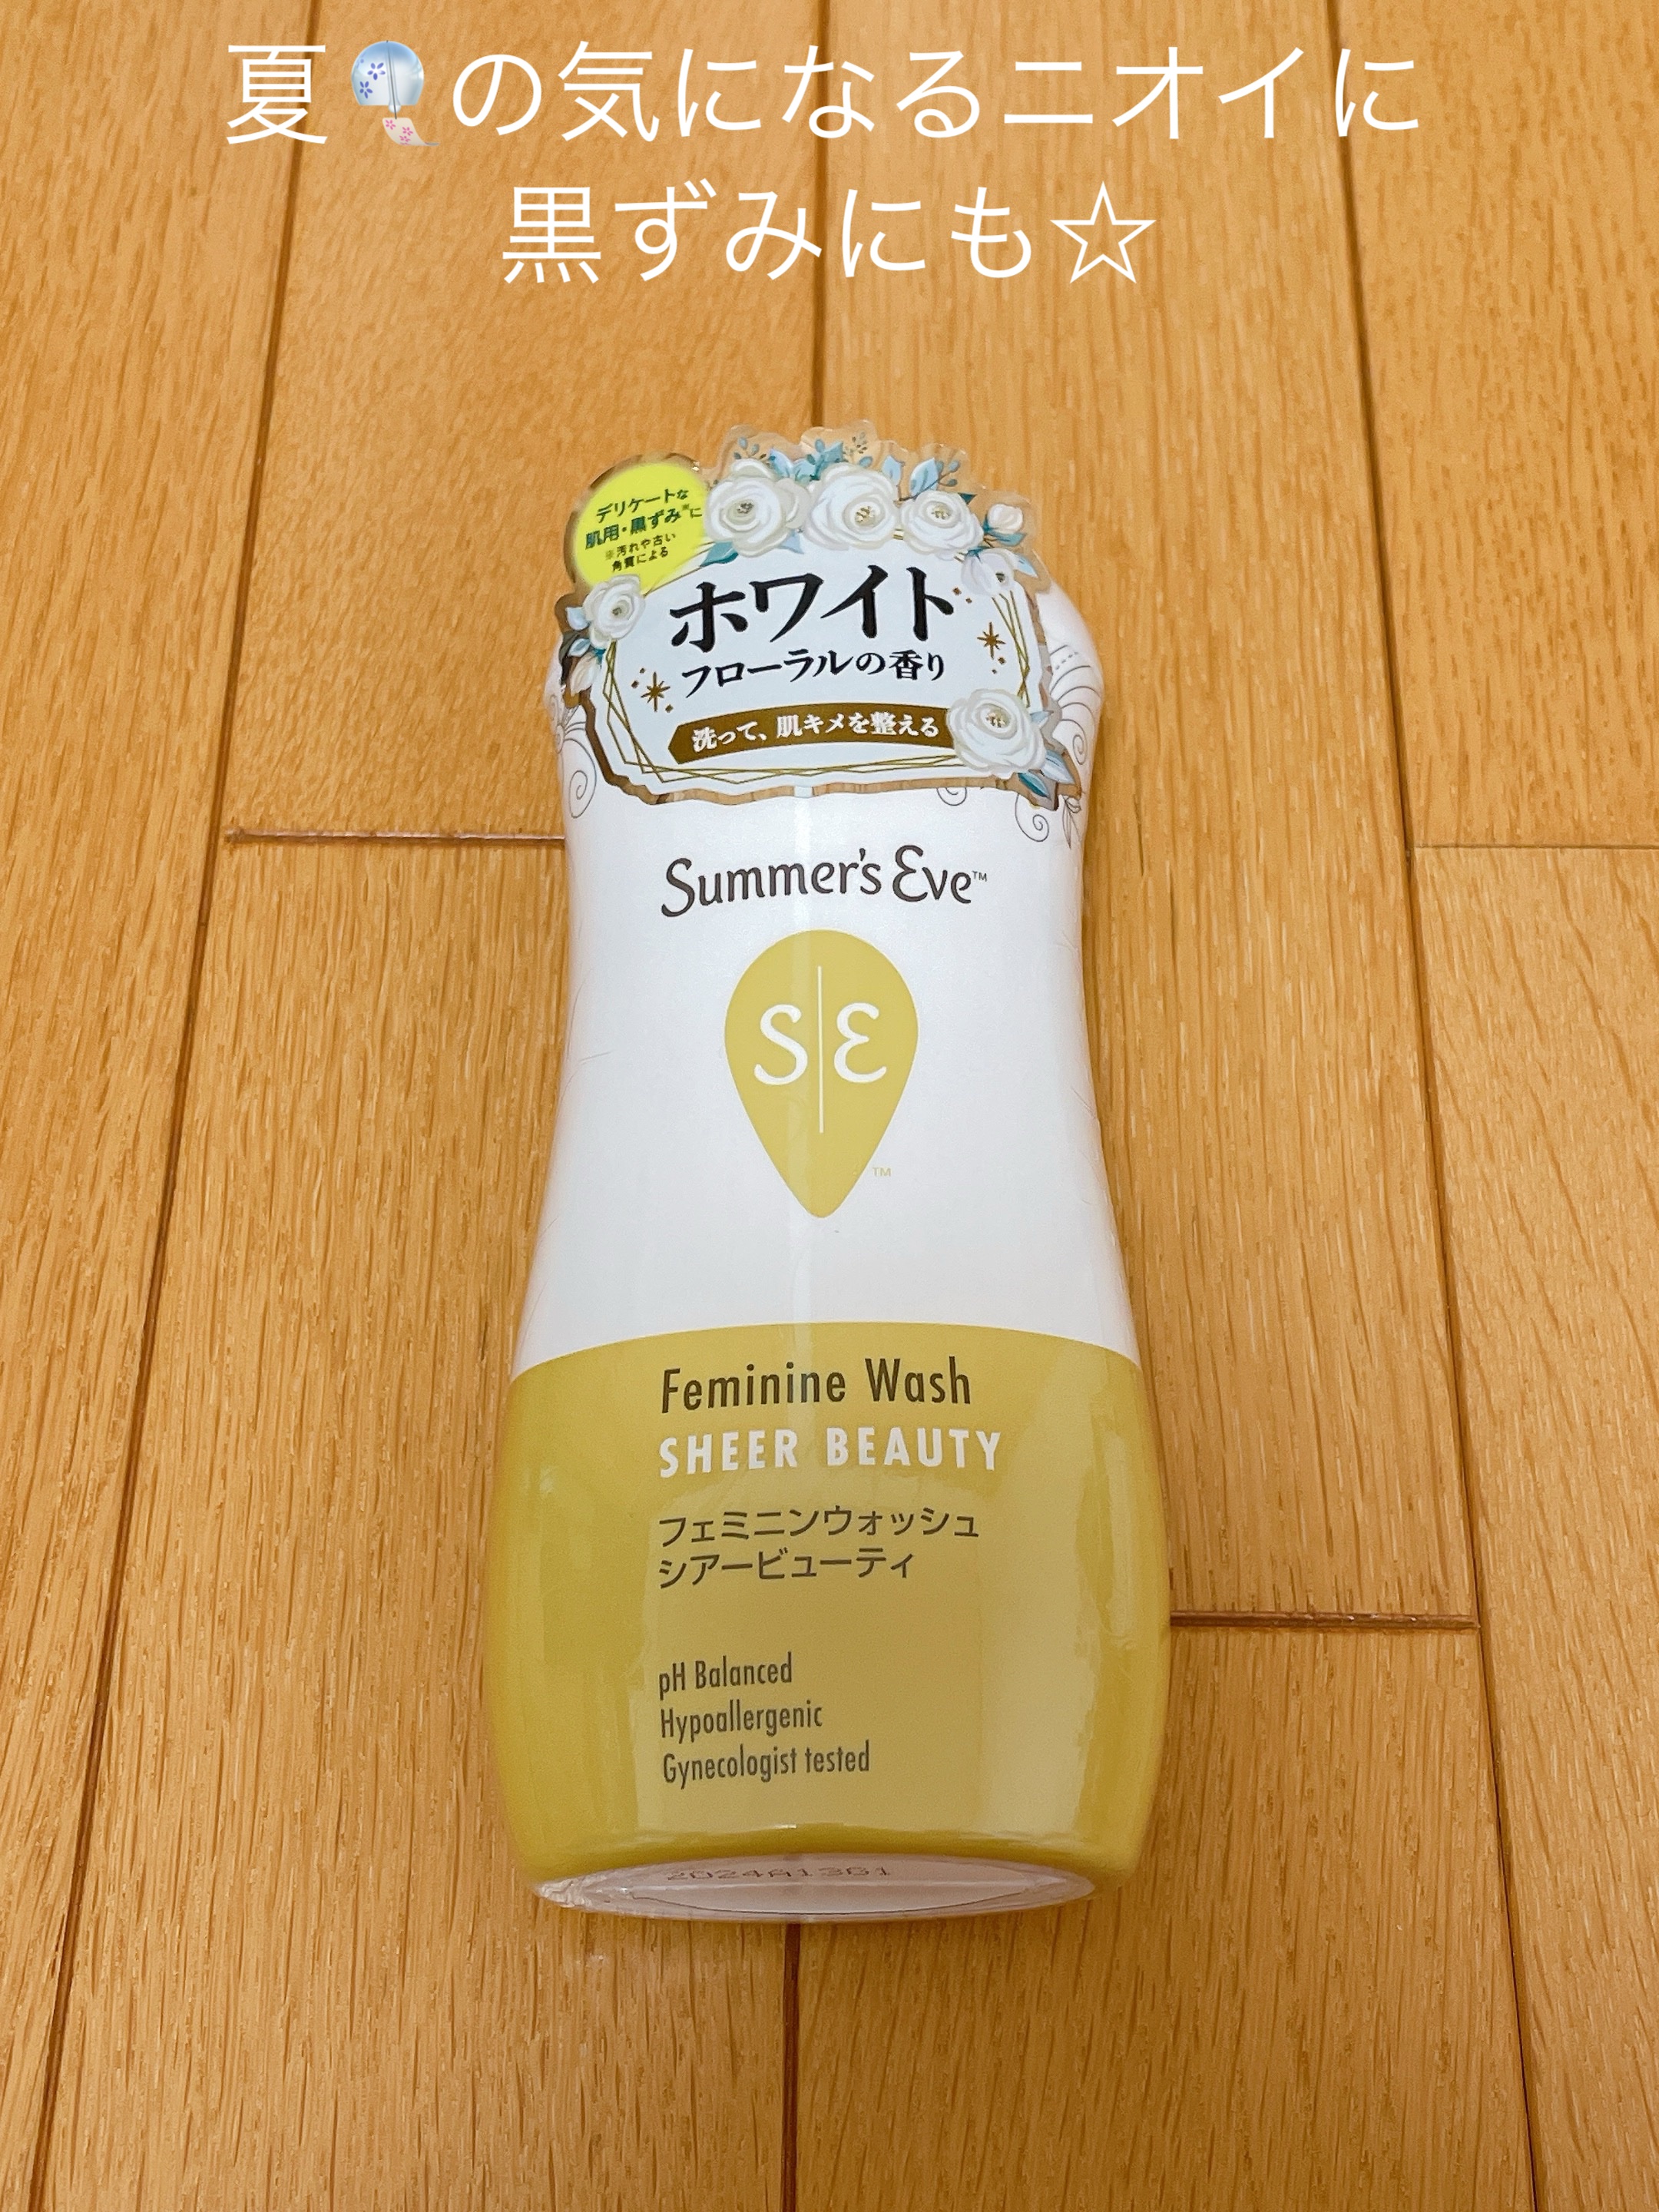 夏🎐の気になるニオイに
黒ずみにも☆
デリケートな
肌用・黒ずみ※に
※汚れや古い
角質による
ホワイト
フローラルの香り
洗って、肌キメを整える
Summer's Eve™
S|E
™
Feminine Wash
SHEER BEAUTY
フェミニンウォッシュ
シアービューティ
pH Balanced
Hypoallergenic
Gynecologist tested